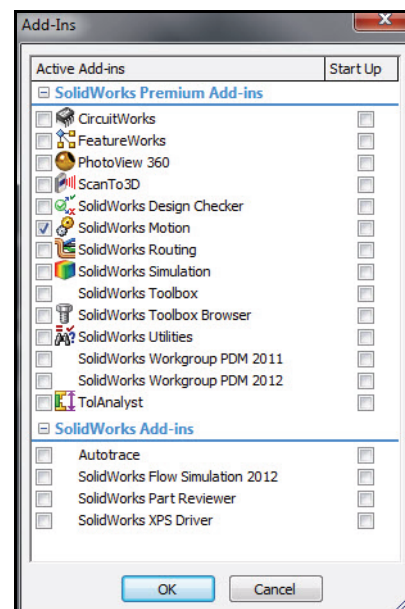 Add-Ins
Active Add-ins Start Up
SolidWorks Premium Add-ins
CircuitWorks
FeatureWorks
PhotoView 360
ScanTo3D
SolidWorks Design Checker
SolidWorks Motion
SolidWorks Routing
SolidWorks Simulation
SolidWorks Toolbox
SolidWorks Toolbox Browser
SolidWorks Utilities
SolidWorks Workgroup PDM 2011
SolidWorks Workgroup PDM 2012
TolAnalyst
SolidWorks Add-ins
Autotrace
SolidWorks Flow Simulation 2012
SolidWorks Part Reviewer
SolidWorks XPS Driver
OK Cancel